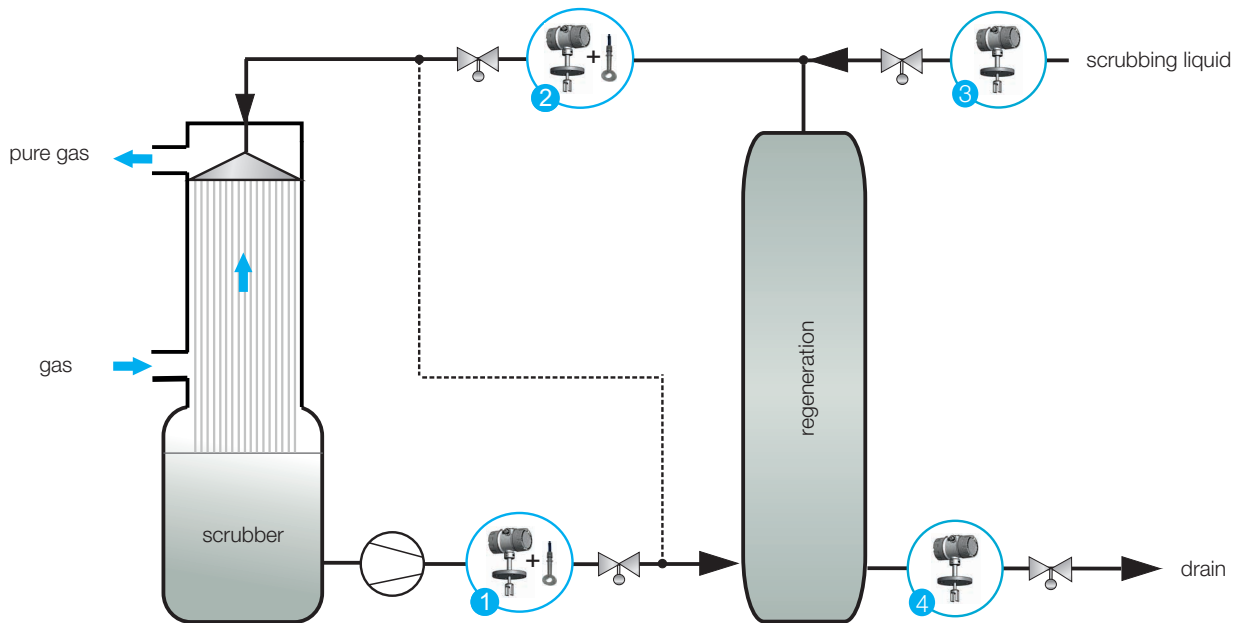 scrubbing liquid
+
2
3
pure gas
gas
regeneration
scrubber
+
1
4
drain